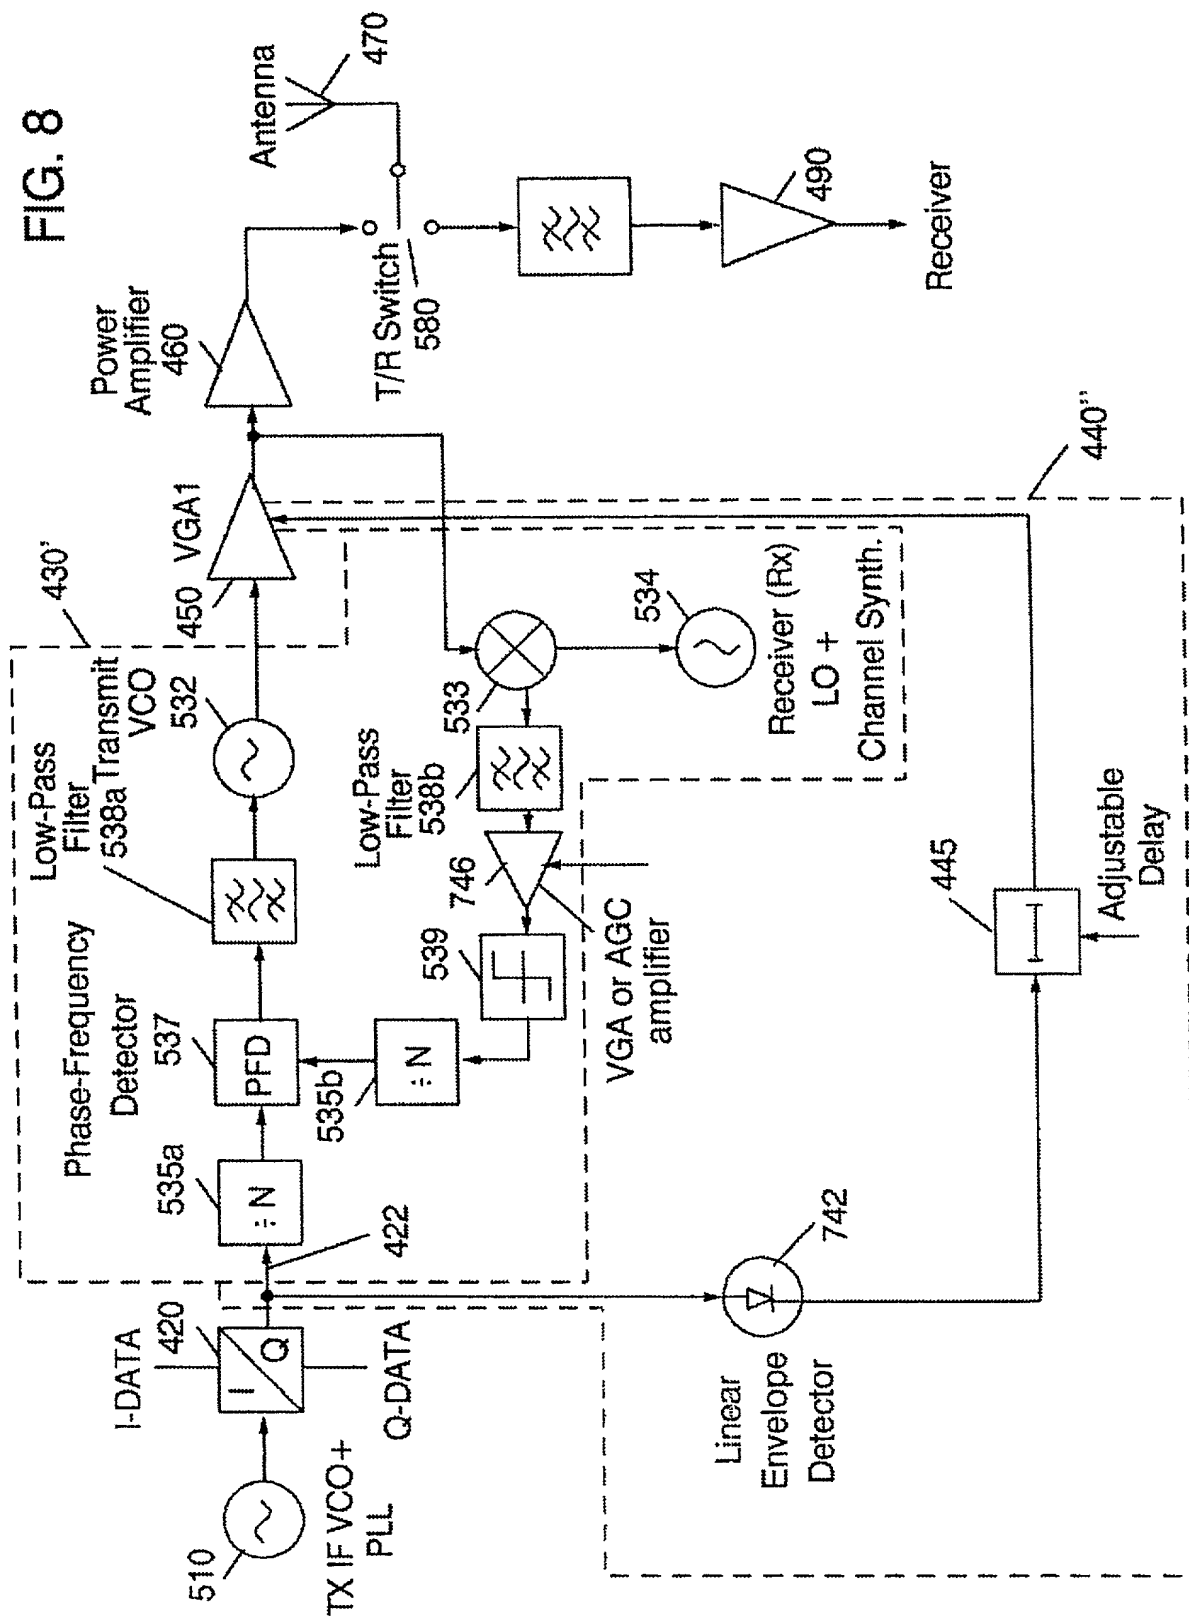 FIG. 8
I-DATA
420
I
Q
Q-DATA
510
TX IF VCO+
PLL
422
535a
÷N
Phase-Frequency
Detector
537
PFD
535b
÷N
Low-Pass
Filter
538a
Transmit
VCO
532
430'
450
VGA1
Power
Amplifier
460
Antenna
470
T/R Switch
580
490
Receiver
539
746
Low-Pass
Filter
538b
533
534
Receiver (Rx)
LO +
Channel Synth.
VGA or AGC
amplifier
440''
Linear
Envelope
Detector
742
445
Adjustable
Delay